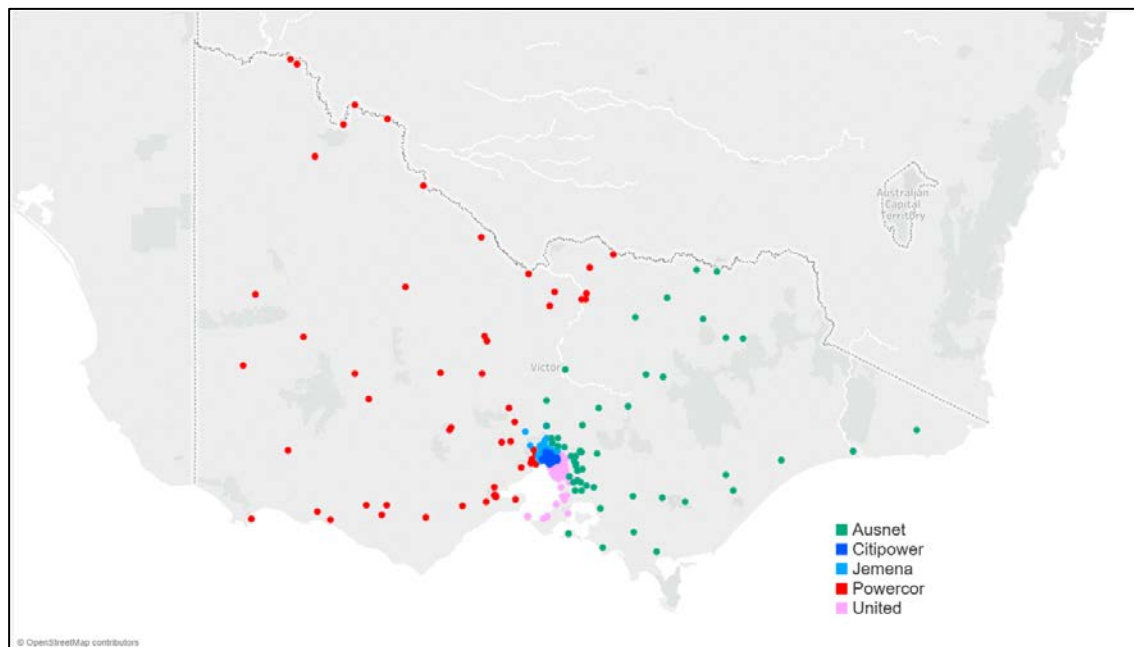 Australian
Capital
Territory
Victor
Ausnet
Citipower
Jemena
Powercor
United
© OpenStreetMap contributors